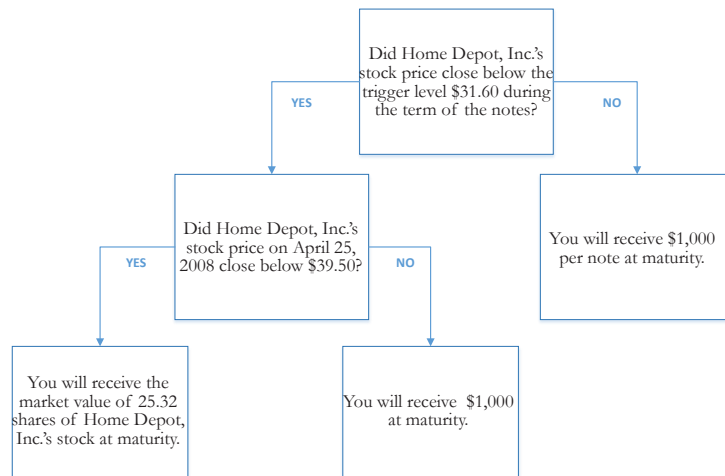 Did Home Depot, Inc.'s
stock price close below the
trigger level $31.60 during
the term of the notes?
YES
NO
Did Home Depot, Inc.'s
stock price on April 25,
2008 close below $39.50?
You will receive $1,000
per note at maturity.
YES
NO
You will receive the
market value of 25.32
shares of Home Depot,
Inc.'s stock at maturity.
You will receive $1,000
at maturity.